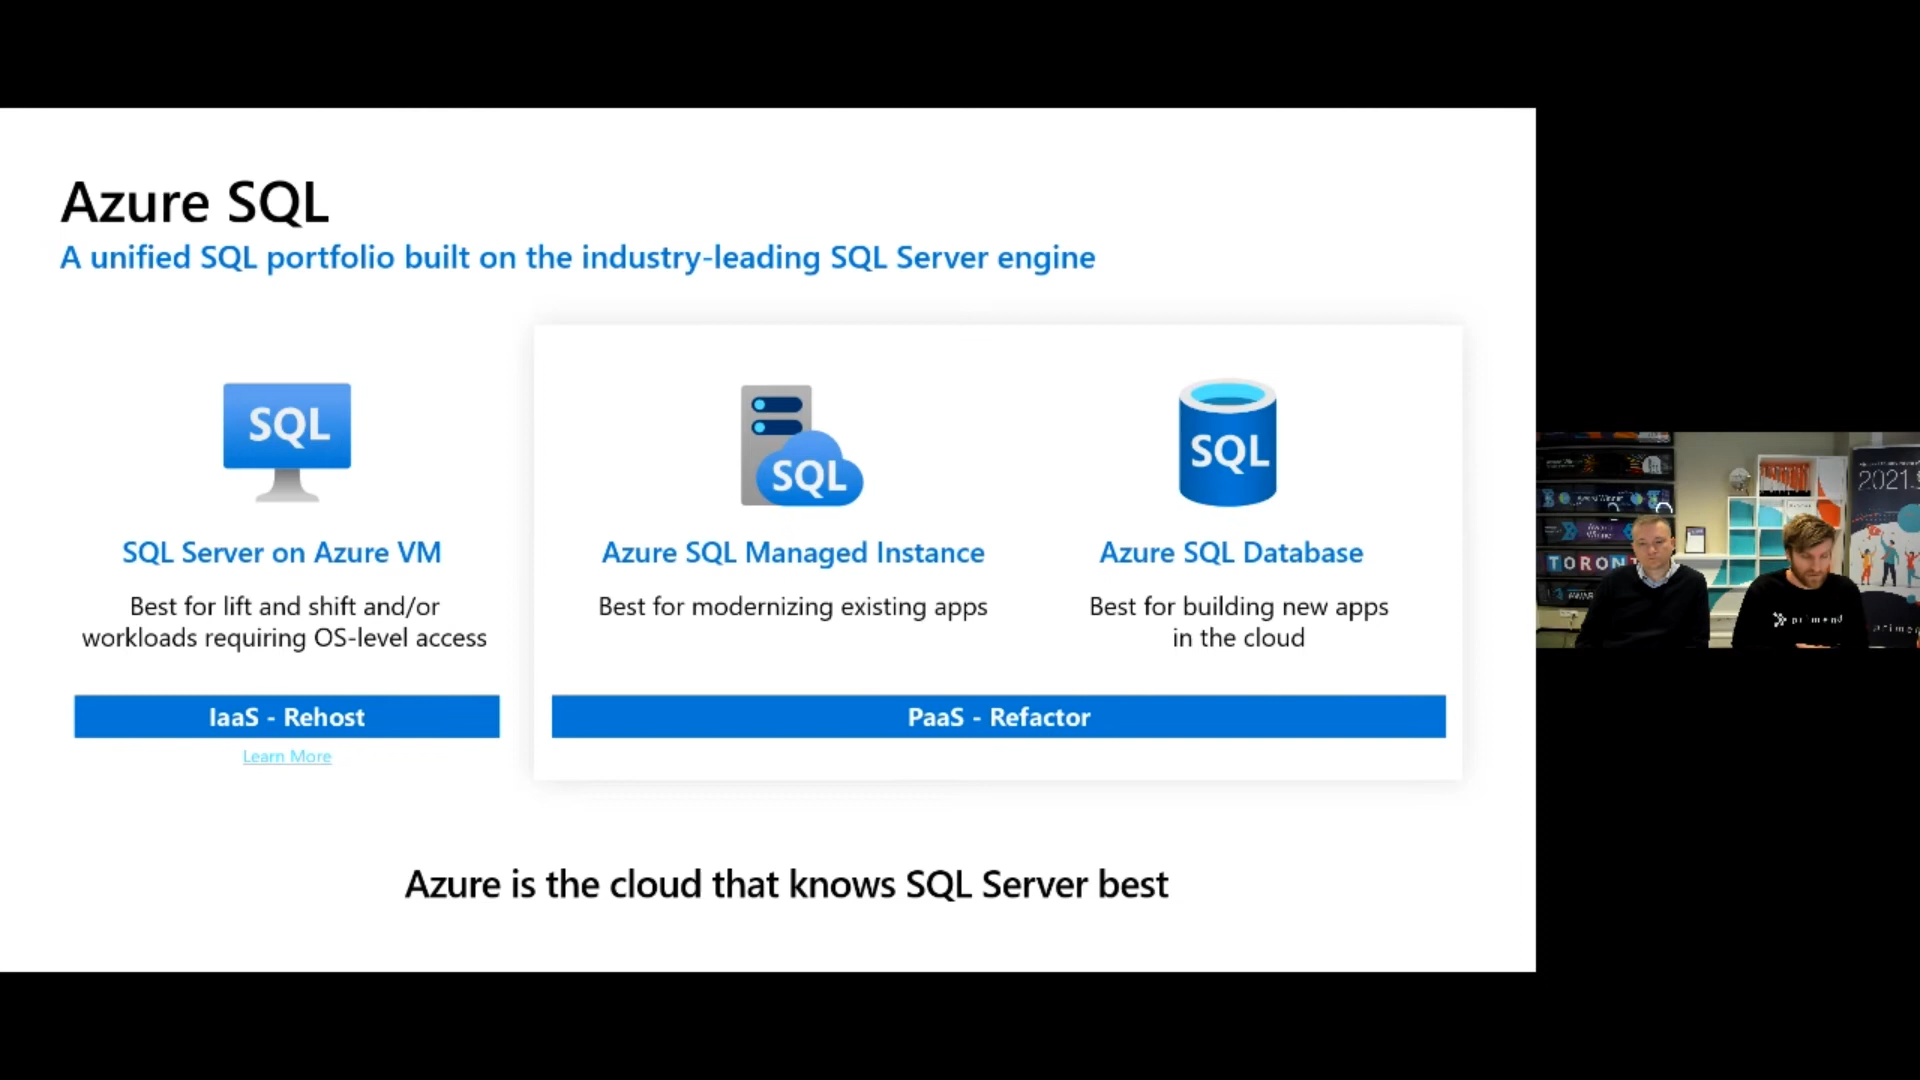 Azure SQL
A unified SQL portfolio built on the industry-leading SQL Server engine
SQL
SQL
SQL
SQL Server on Azure VM
Azure SQL Managed Instance
Azure SQL Database
Best for lift and shift and/or
workloads requiring OS-level access
Best for modernizing existing apps
Best for building new apps
in the cloud
IaaS - Rehost
PaaS - Refactor
Learn More
Azure is the cloud that knows SQL Server best
2021
Winner
TORONT
primend